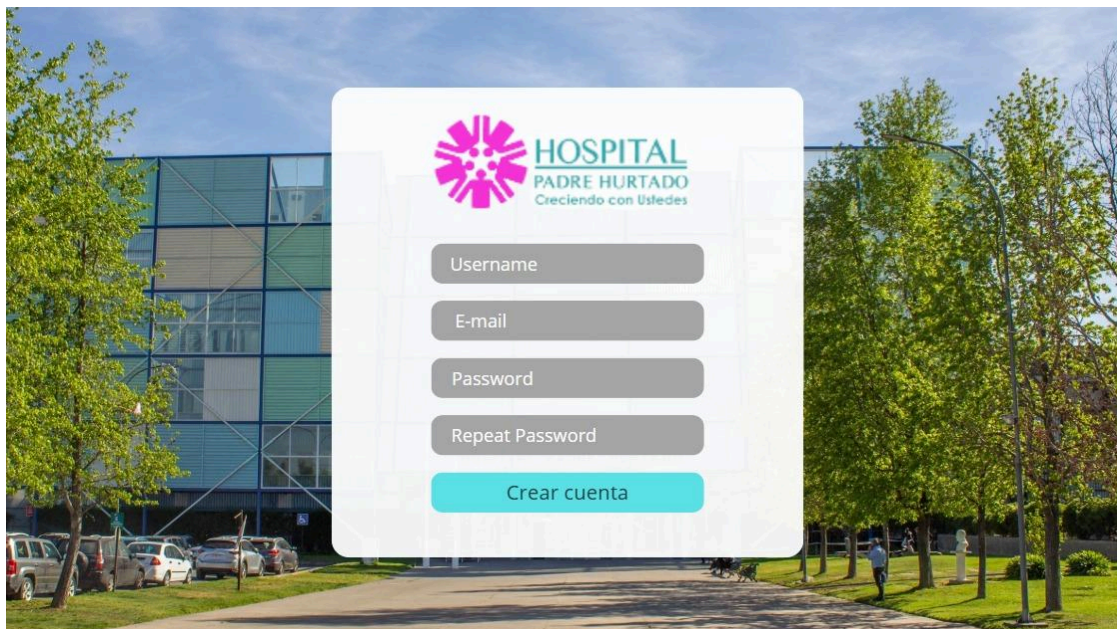 HOSPITAL
PADRE HURTADO
Creciendo con Ustedes
Username
E-mail
Password
Repeat Password
Crear cuenta